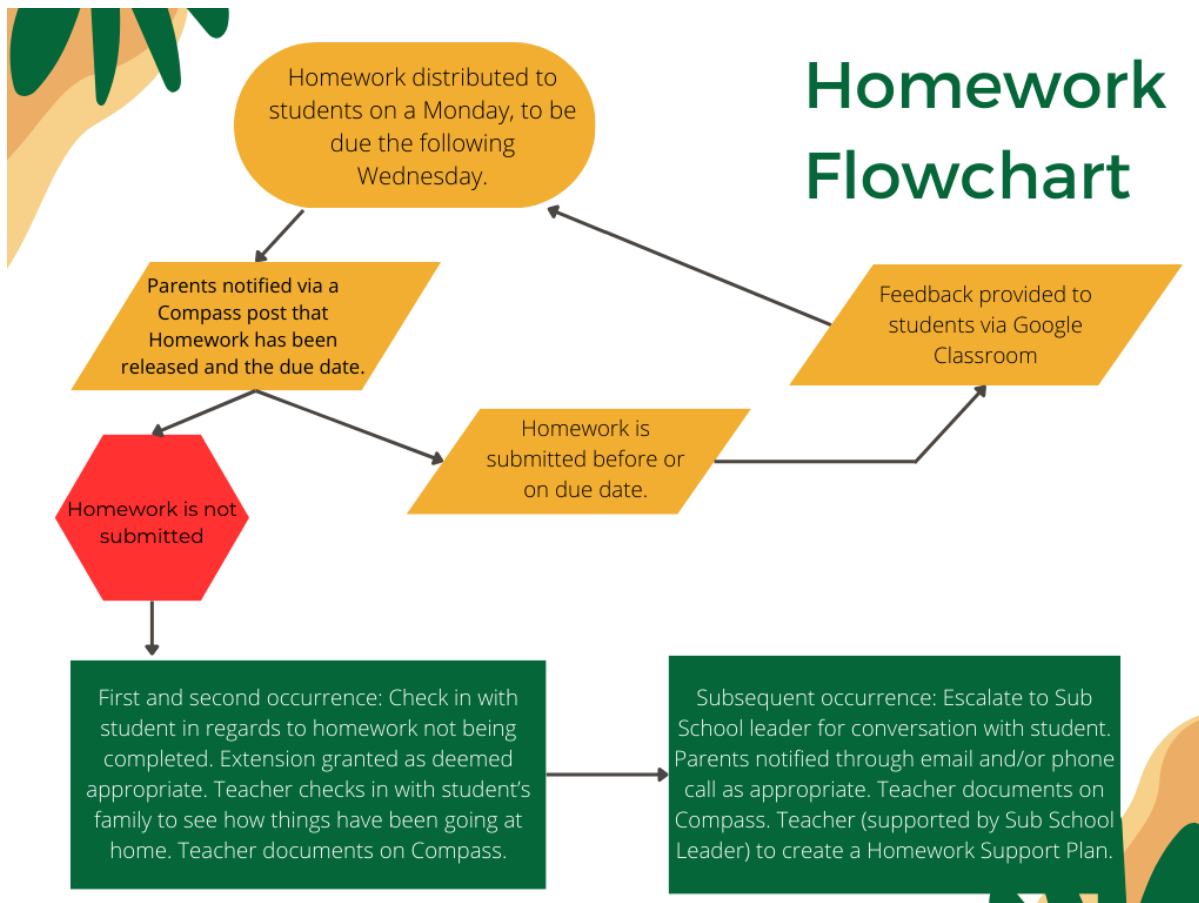 Homework
Flowchart
Homework distributed to
students on a Monday, to be
due the following
Wednesday.
Parents notified via a
Compass post that
Homework has been
released and the due date.
Feedback provided to
students via Google
Classroom
Homework is
submitted before or
on due date.
Homework is not
submitted
First and second occurrence: Check in with
student in regards to homework not being
completed. Extension granted as deemed
appropriate. Teacher checks in with student’s
family to see how things have been going at
home. Teacher documents on Compass.
Subsequent occurrence: Escalate to Sub
School leader for conversation with student.
Parents notified through email and/or phone
call as appropriate. Teacher documents on
Compass. Teacher (supported by Sub School
Leader) to create a Homework Support Plan.